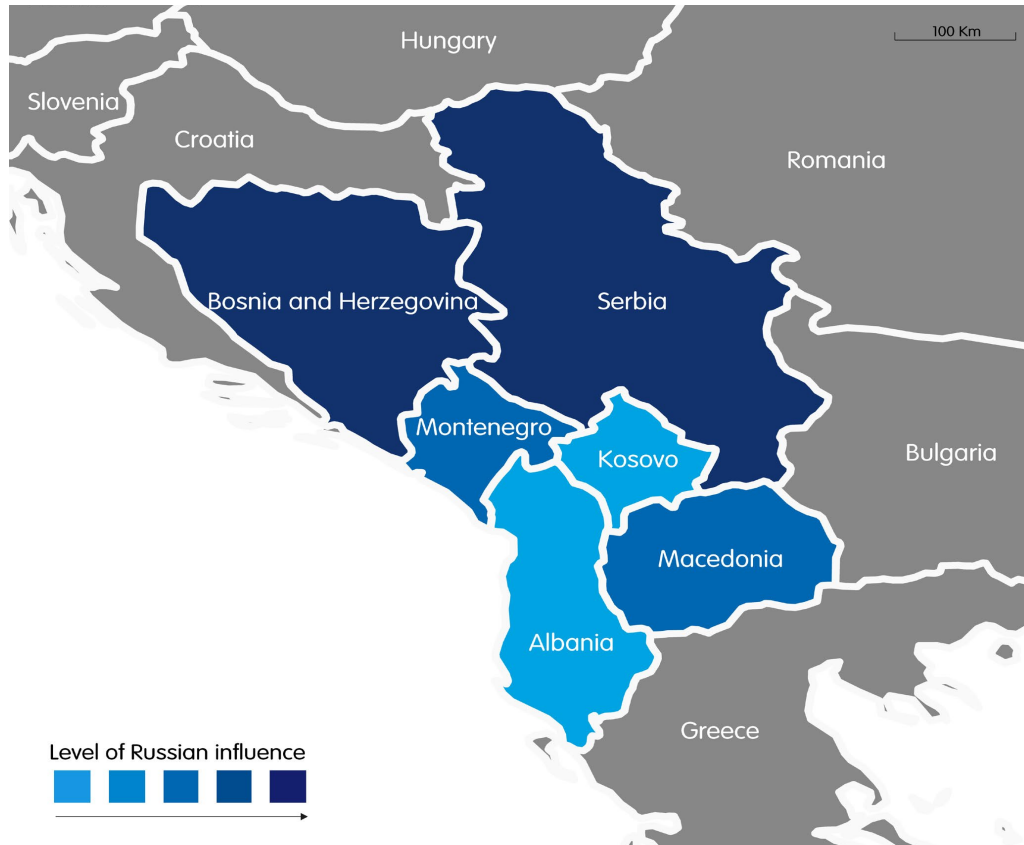 Hungary
100 Km
Slovenia
Croatia
Romania
Bosnia and Herzegovina
Serbia
Montenegro
Kosovo
Bulgaria
Macedonia
Albania
Greece
Level of Russian influence